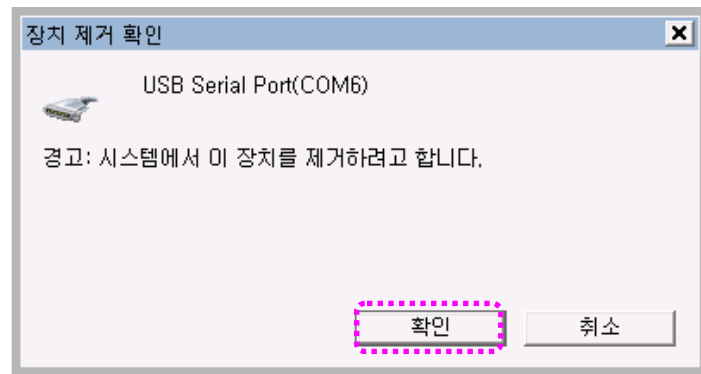 장치 제거 확인
USB Serial Port(COM6)
경고: 시스템에서 이 장치를 제거하려고 합니다.
확인
취소